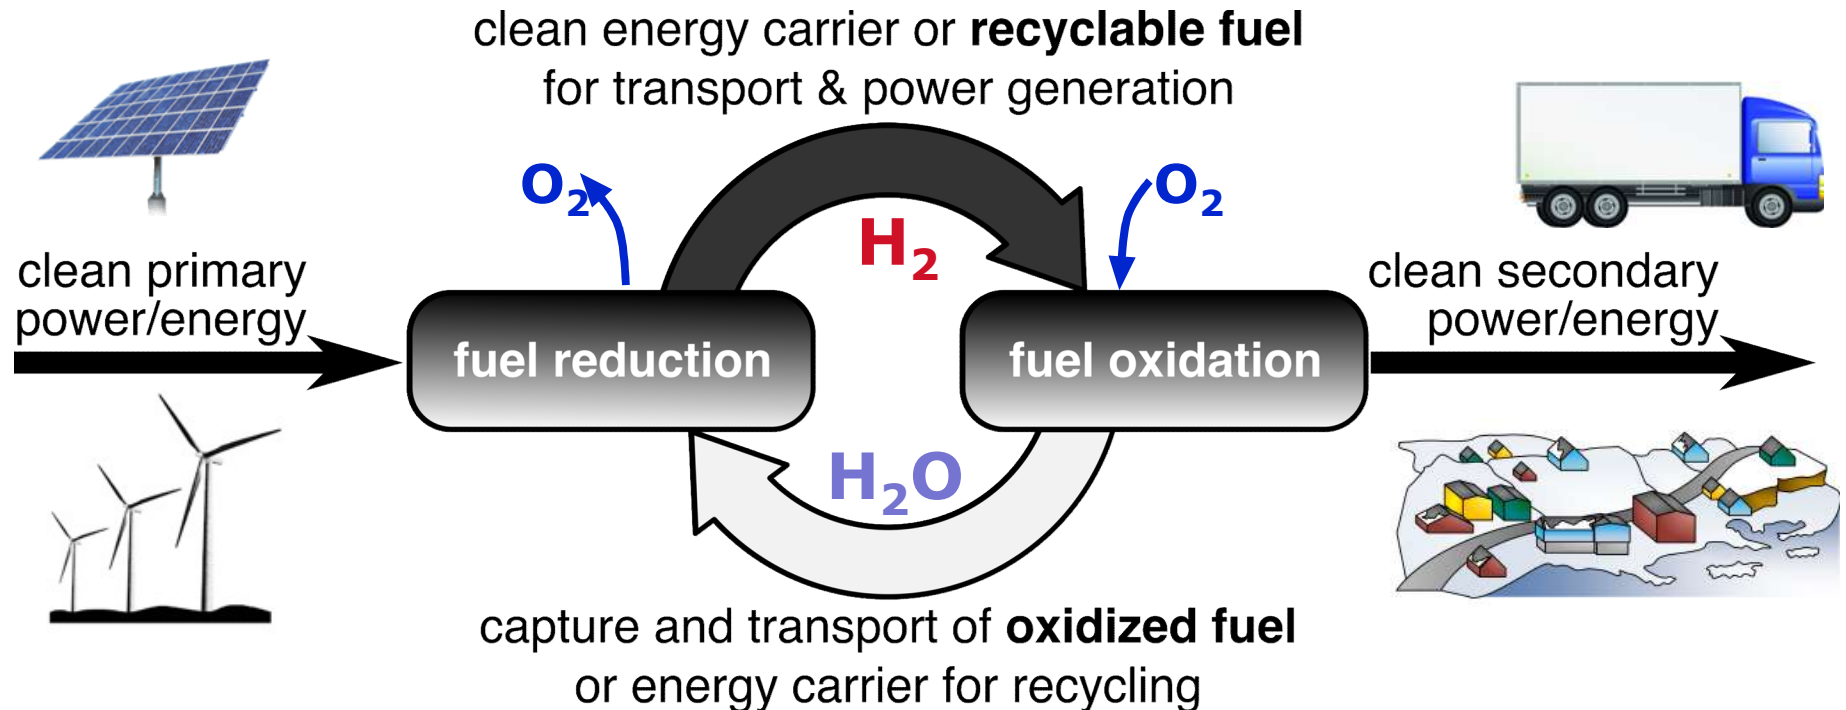 clean energy carrier or recyclable fuel
for transport & power generation
O₂
O₂
H₂
clean primary
power/energy
clean secondary
power/energy
fuel reduction
fuel oxidation
H₂O
capture and transport of oxidized fuel
or energy carrier for recycling